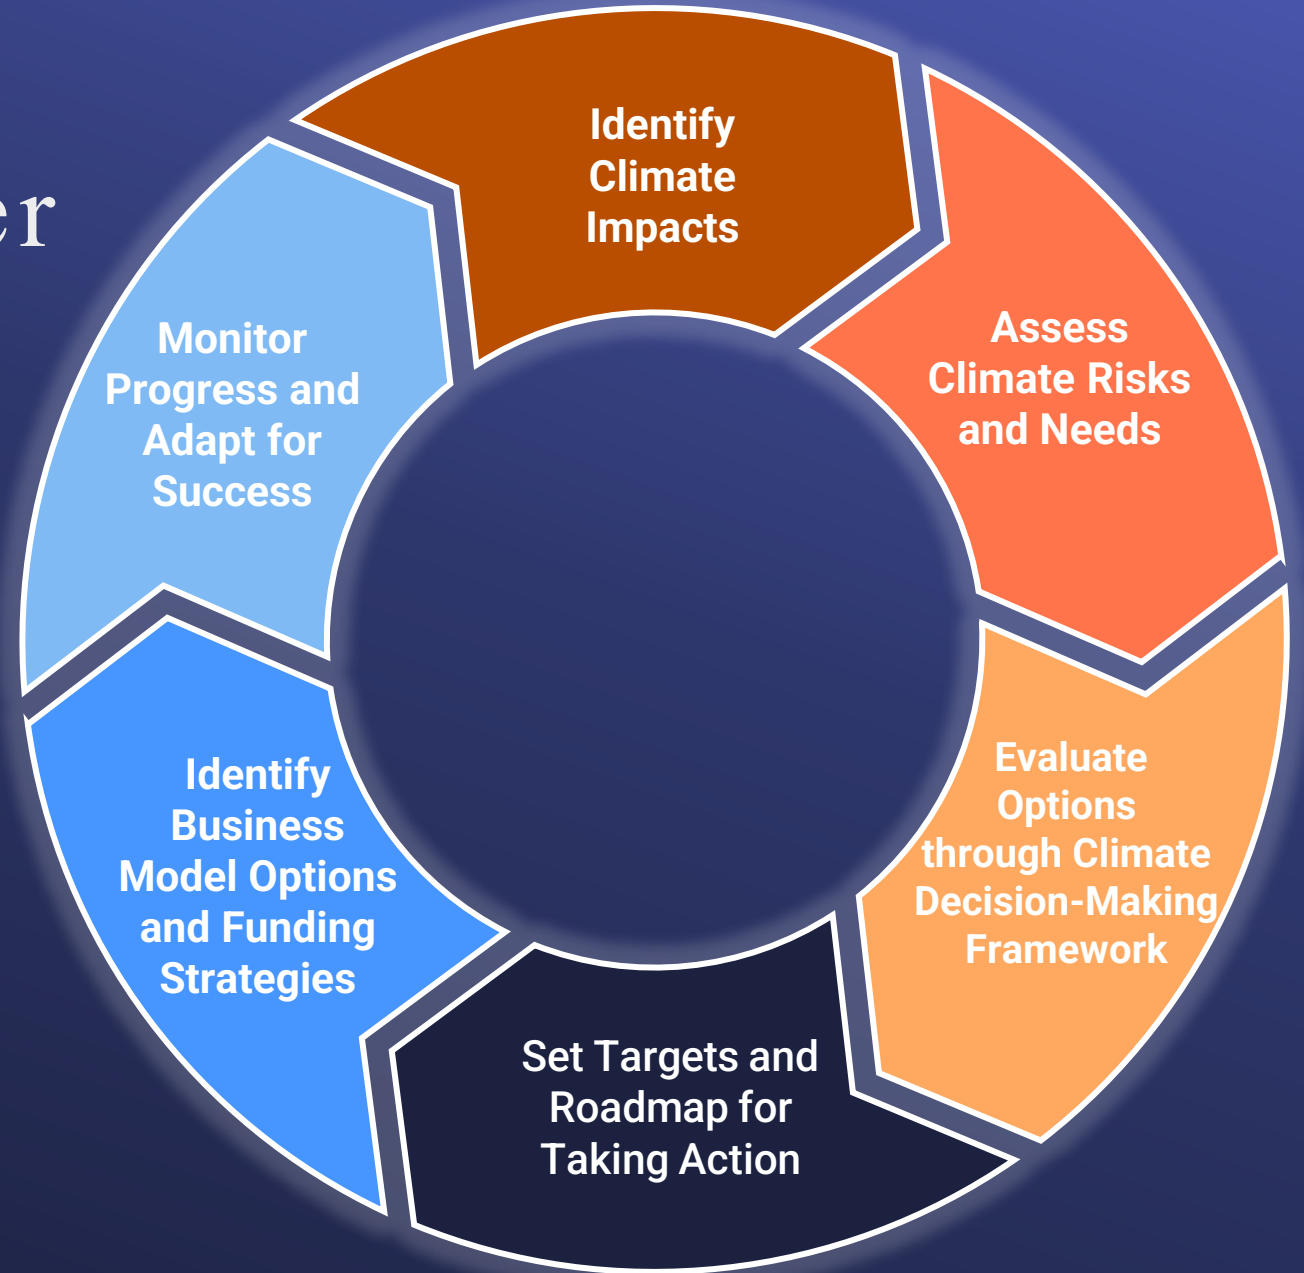 er
Identify
Climate
Impacts
Assess
Climate Risks
and Needs
Evaluate
Options
through Climate
Decision-Making
Framework
Set Targets and
Roadmap for
Taking Action
Identify
Business
Model Options
and Funding
Strategies
Monitor
Progress and
Adapt for
Success